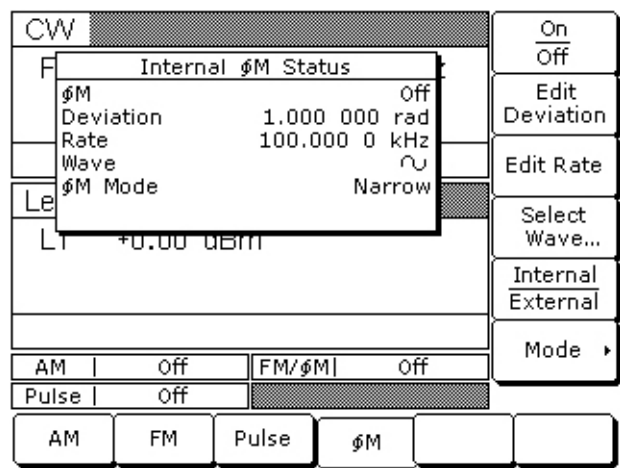 CW
F
Internal ϕM Status
ϕM Off
Deviation 1.000 000 rad
Rate 100.000 0 kHz
Wave
ϕM Mode Narrow
Le
L1 +0.00 dBm
AM | Off
FM/ϕM| Off
Pulse | Off
On
Off
Edit
Deviation
Edit Rate
Select
Wave...
Internal
External
Mode
AM
FM
Pulse
ϕM